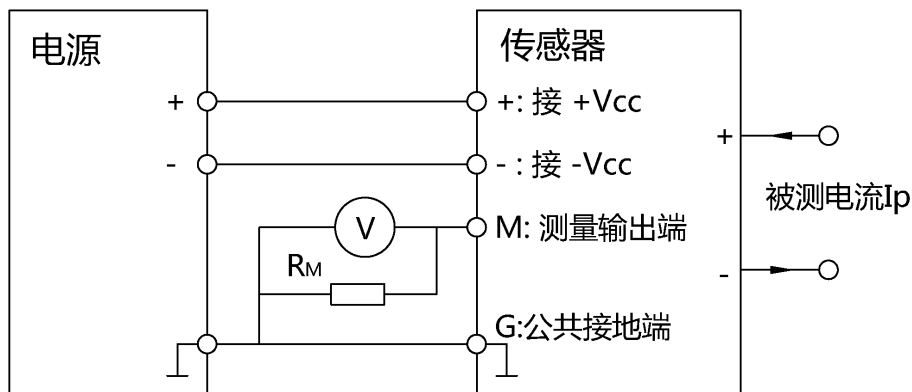 电源
传感器
+
+: 接 +Vcc
+
-
- : 接 -Vcc
被测电流Ip
V
M: 测量输出端
RM
-
G:公共接地端